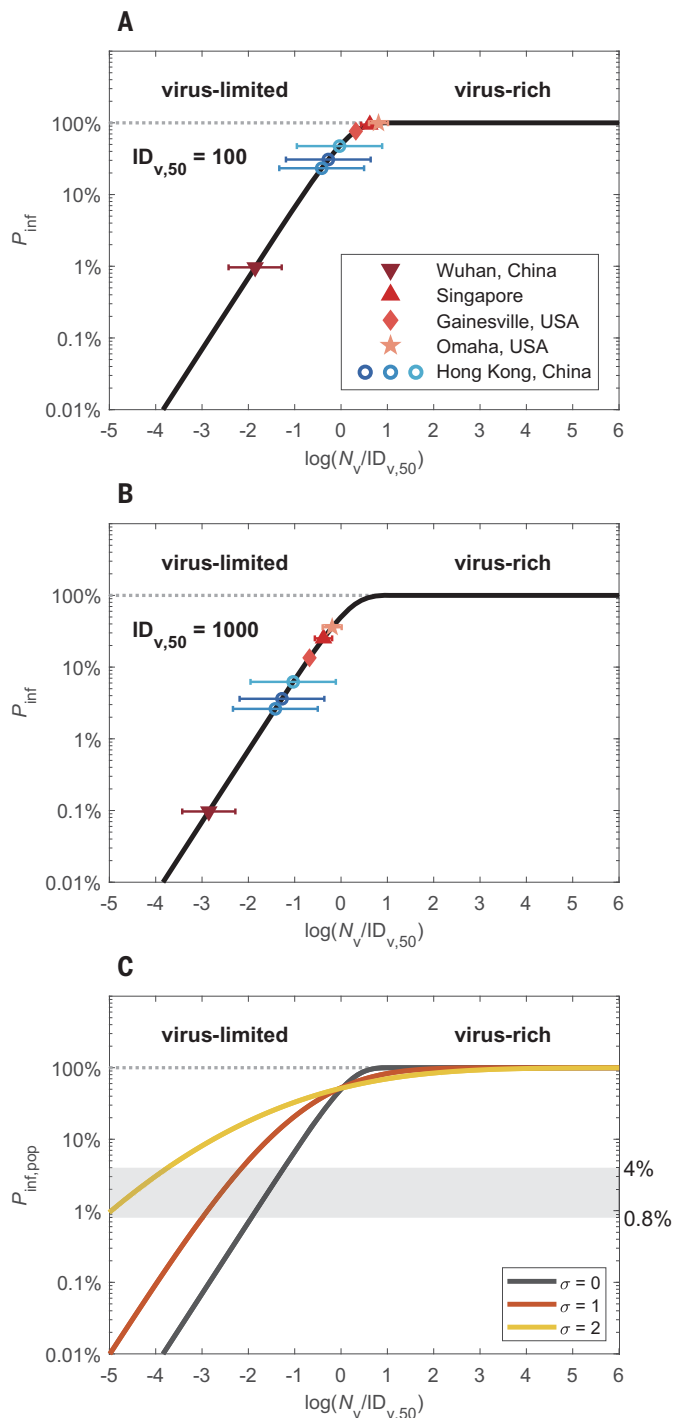 A
virus-limited
virus-rich
ID_v,50 = 100
100%
10%
1%
0.1%
0.01%
P_inf
Wuhan, China
Singapore
Gainesville, USA
Omaha, USA
Hong Kong, China
-5 -4 -3 -2 -1 0 1 2 3 4 5 6
log(N_v/ID_v,50)
B
virus-limited
virus-rich
ID_v,50 = 1000
100%
10%
1%
0.1%
0.01%
P_inf
-5 -4 -3 -2 -1 0 1 2 3 4 5 6
log(N_v/ID_v,50)
C
virus-limited
virus-rich
100%
10%
1%
0.1%
0.01%
P_inf,pop
4%
0.8%
σ = 0
σ = 1
σ = 2
-5 -4 -3 -2 -1 0 1 2 3 4 5 6
log(N_v/ID_v,50)